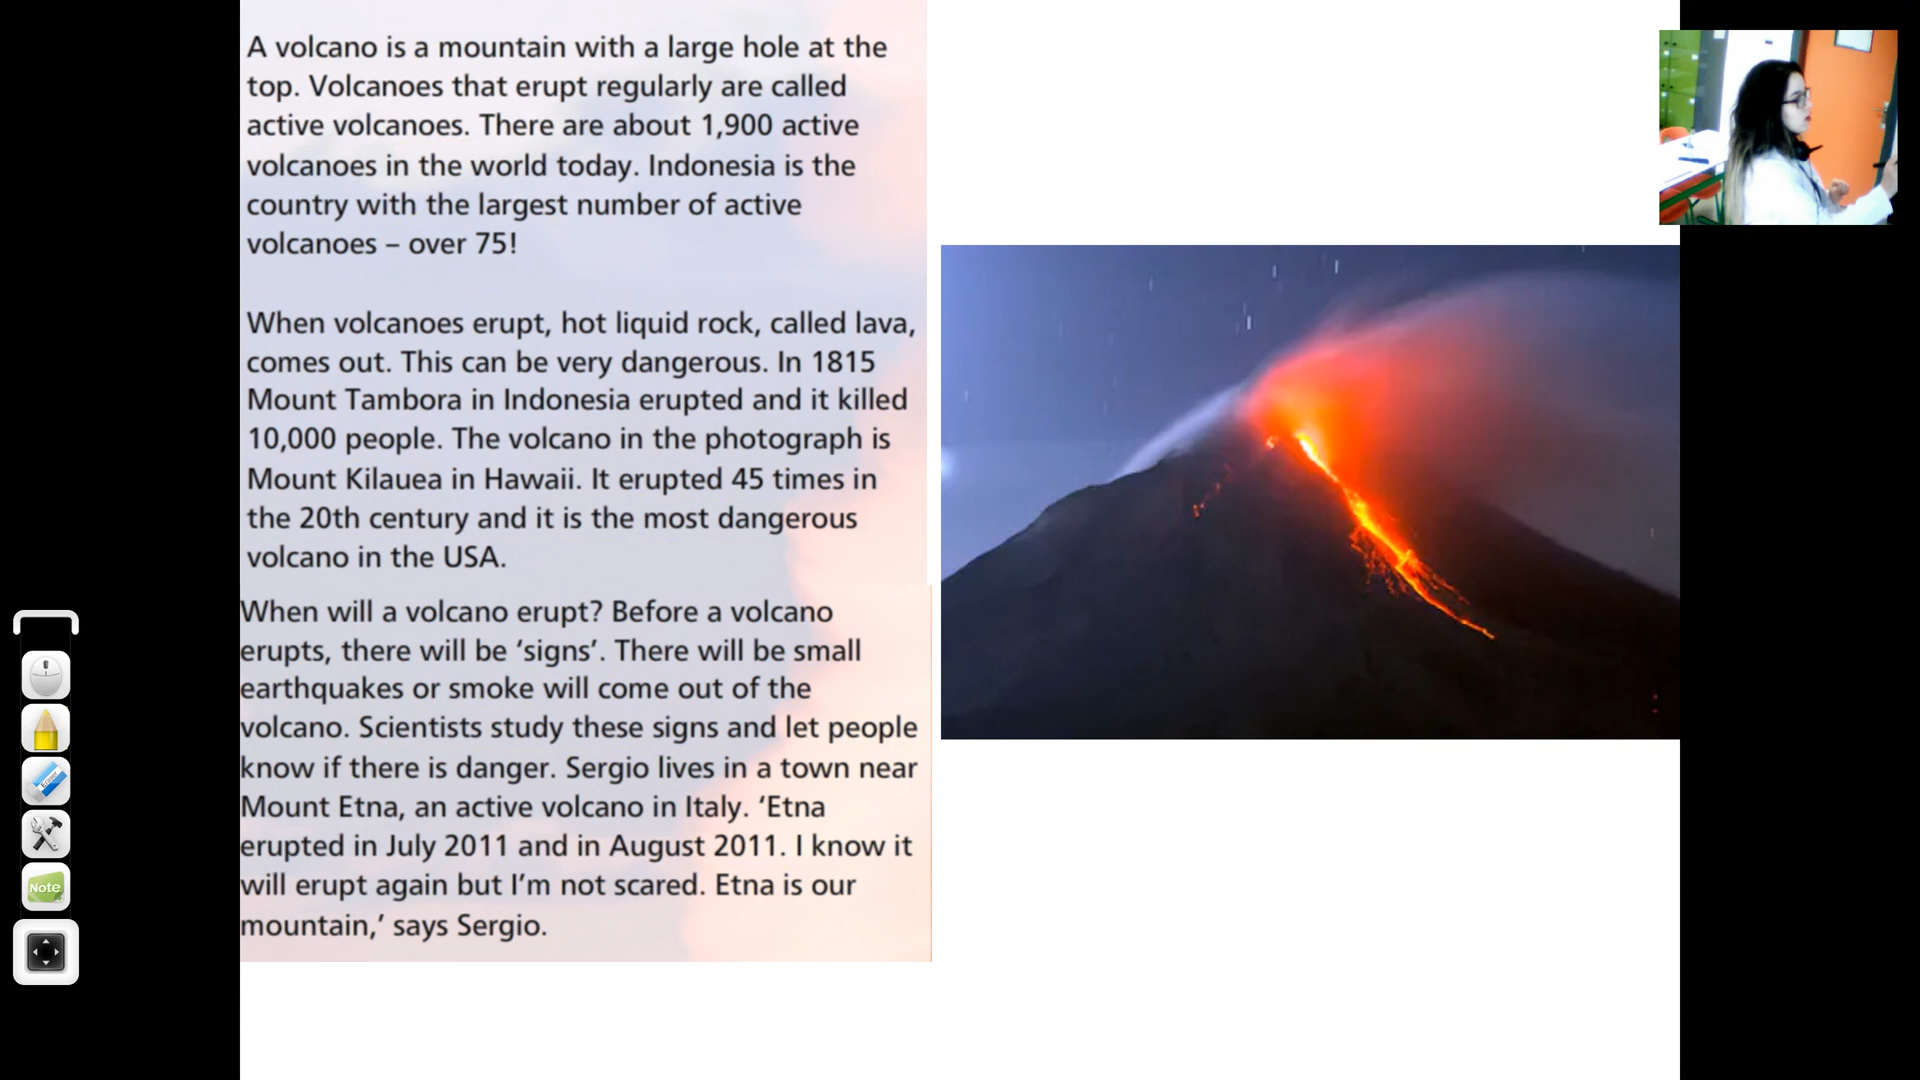 A volcano is a mountain with a large hole at the
top. Volcanoes that erupt regularly are called
active volcanoes. There are about 1,900 active
volcanoes in the world today. Indonesia is the
country with the largest number of active
volcanoes – over 75!
When volcanoes erupt, hot liquid rock, called lava,
comes out. This can be very dangerous. In 1815
Mount Tambora in Indonesia erupted and it killed
10,000 people. The volcano in the photograph is
Mount Kilauea in Hawaii. It erupted 45 times in
the 20th century and it is the most dangerous
volcano in the USA.
When will a volcano erupt? Before a volcano
erupts, there will be ‘signs’. There will be small
earthquakes or smoke will come out of the
volcano. Scientists study these signs and let people
know if there is danger. Sergio lives in a town near
Mount Etna, an active volcano in Italy. ‘Etna
erupted in July 2011 and in August 2011. I know it
will erupt again but I’m not scared. Etna is our
mountain,’ says Sergio.
Note